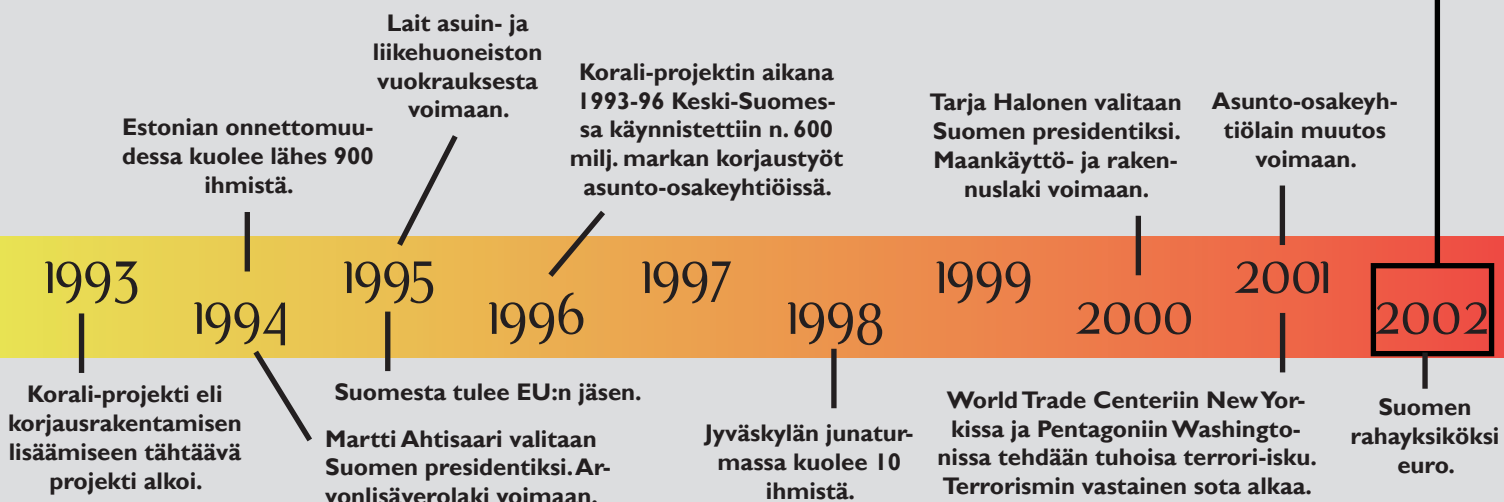 Lait asuin- ja
liikehuoneiston
vuokrauksesta
voimaan.
Estonian onnettomuu-
dessa kuolee lähes 900
ihmistä.
Korali-projektin aikana
1993-96 Keski-Suomes-
sa käynnistettiin n. 600
milj. markan korjaustyöt
asunto-osakeyhtiöissä.
Tarja Halonen valitaan
Suomen presidentiksi.
Maankäyttö- ja raken-
nuslaki voimaan.
Asunto-osakeyh-
tiölain muutos
voimaan.
1993
1994
1995
1996
1997
1998
1999
2000
2001
2002
Korali-projekti eli
korjausrakentamisen
lisäämiseen tähtäävä
projekti alkoi.
Suomesta tulee EU:n jäsen.
Martti Ahtisaari valitaan
Suomen presidentiksi. Ar-
vonlisäverolaki voimaan.
Jyväskylän junatur-
massa kuolee 10
ihmistä.
World Trade Centeriin New Yor-
kissa ja Pentagoniin Washingto-
nissa tehdään tuhoisa terrori-isku.
Terrorismin vastainen sota alkaa.
Suomen
rahayksiköksi
euro.